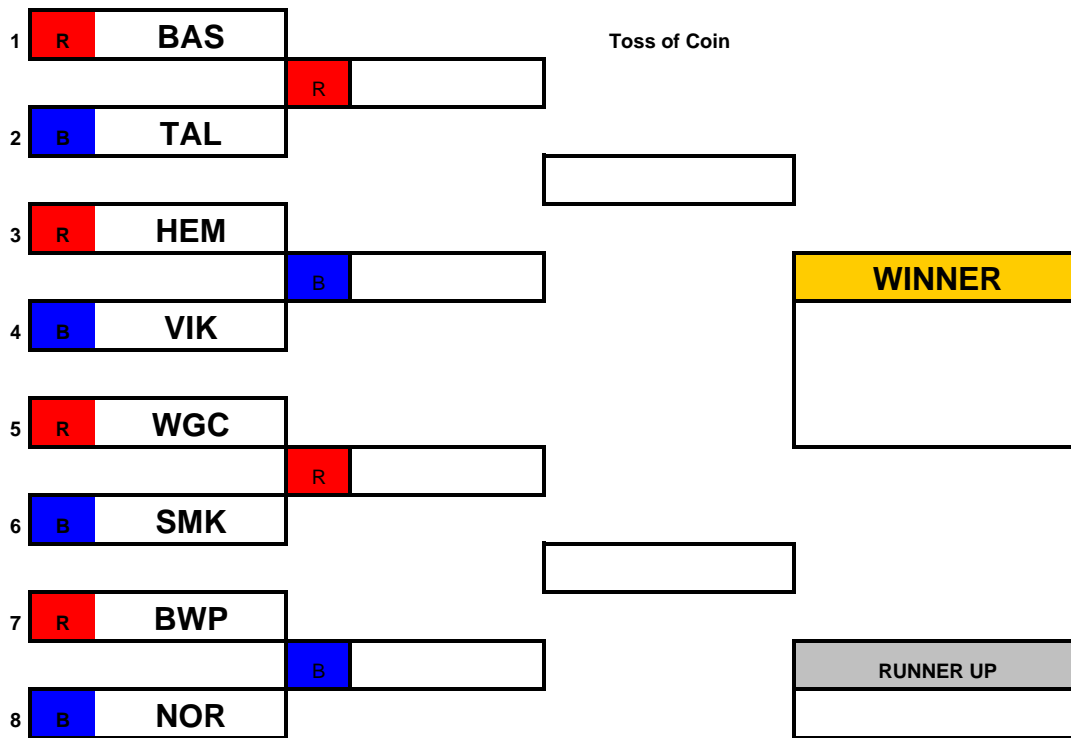 1 R BAS
Toss of Coin
R
2 B TAL
3 R HEM
B
WINNER
4 B VIK
5 R WGC
R
6 B SMK
7 R BWP
B
RUNNER UP
8 B NOR